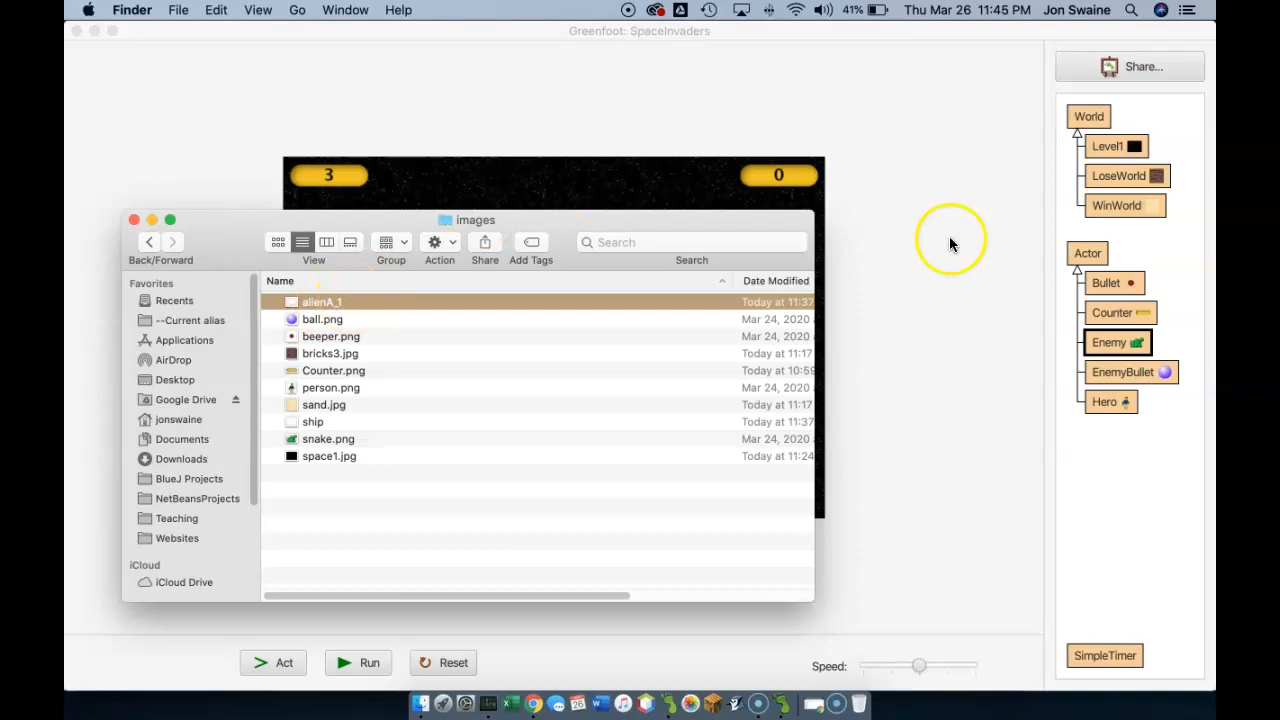 Finder File Edit View Go Window Help 41% Thu Mar 26 11:45 PM Jon Swaine
Greenfoot: SpaceInvaders
Share...
World
Level1
LoseWorld
WinWorld
Actor
Bullet
Counter
Enemy
EnemyBullet
Hero
SimpleTimer
3 0
images
Search
Back/Forward View Group Action Share Add Tags Search
Favorites
Recents
--Current alias
Applications
AirDrop
Desktop
Google Drive
jonswaine
Documents
Downloads
BlueJ Projects
NetBeansProjects
Teaching
Websites
iCloud
iCloud Drive
Name Date Modified
alienA_1 Today at 11:37
ball.png Mar 24, 2020
beeper.png Mar 24, 2020
bricks3.jpg Today at 11:17
Counter.png Today at 10:59
person.png Mar 24, 2020
sand.jpg Today at 11:17
ship Today at 11:37
snake.png Mar 24, 2020
space1.jpg Today at 11:24
Act Run Reset Speed: